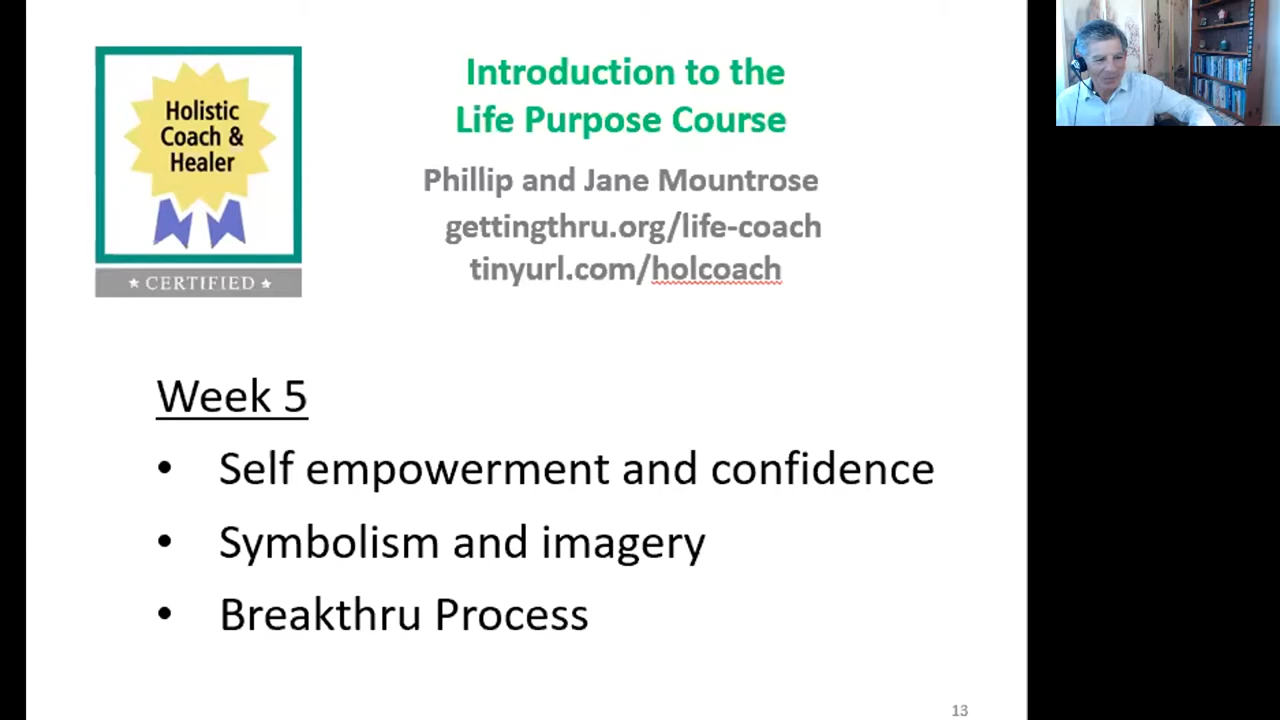 Holistic
Coach &
Healer
★ CERTIFIED ★
Introduction to the
Life Purpose Course
Phillip and Jane Mountrose
gettingthru.org/life-coach
tinyurl.com/holcoach
Week 5
• Self empowerment and confidence
• Symbolism and imagery
• Breakthru Process
13